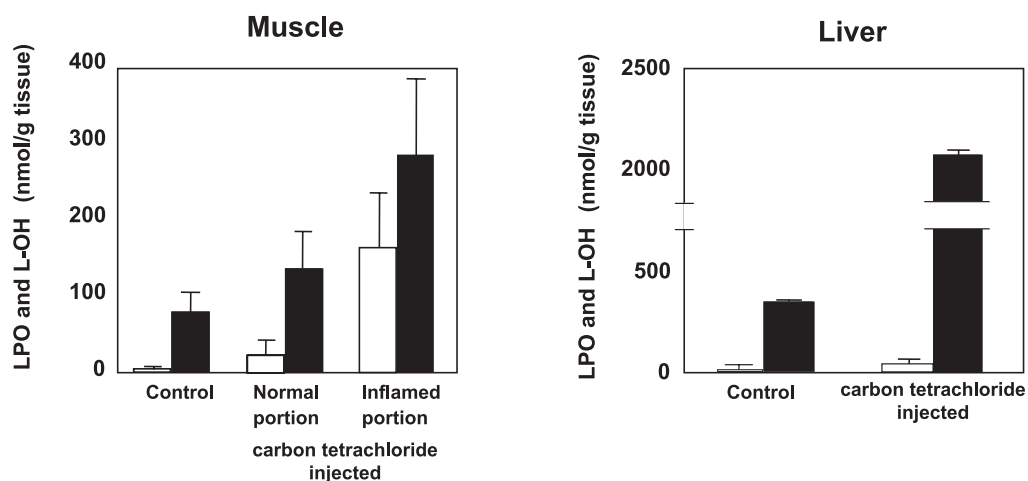 Muscle
LPO and L-OH (nmol/g tissue)
400
300
200
100
0
Control
Normal portion
Inflamed portion
carbon tetrachloride
injected
Liver
LPO and L-OH (nmol/g tissue)
2500
2000
500
0
Control
carbon tetrachloride
injected